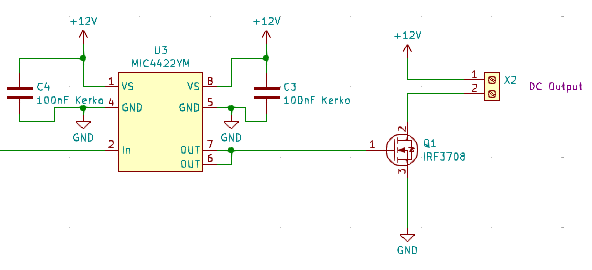 +12V
+12V
+12V
U3
MIC4422YM
C4
100nF Kerko
1
VS
VS
8
C3
100nF Kerko
4
GND
GND
5
GND
GND
2
In
OUT
7
OUT
6
1
X2
2
DC Output
2
1
Q1
IRF3708
3
GND